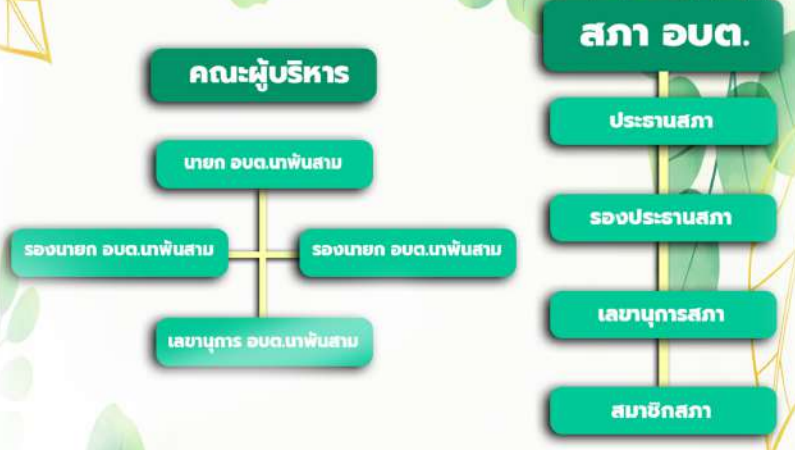 คณะผู้บริหาร
นายก อบต.นาพันสาม
รองนายก อบต.นาพันสาม
รองนายก อบต.นาพันสาม
เลขานุการ อบต.นาพันสาม
สภา อบต.
ประธานสภา
รองประธานสภา
เลขานุการสภา
สมาชิกสภา